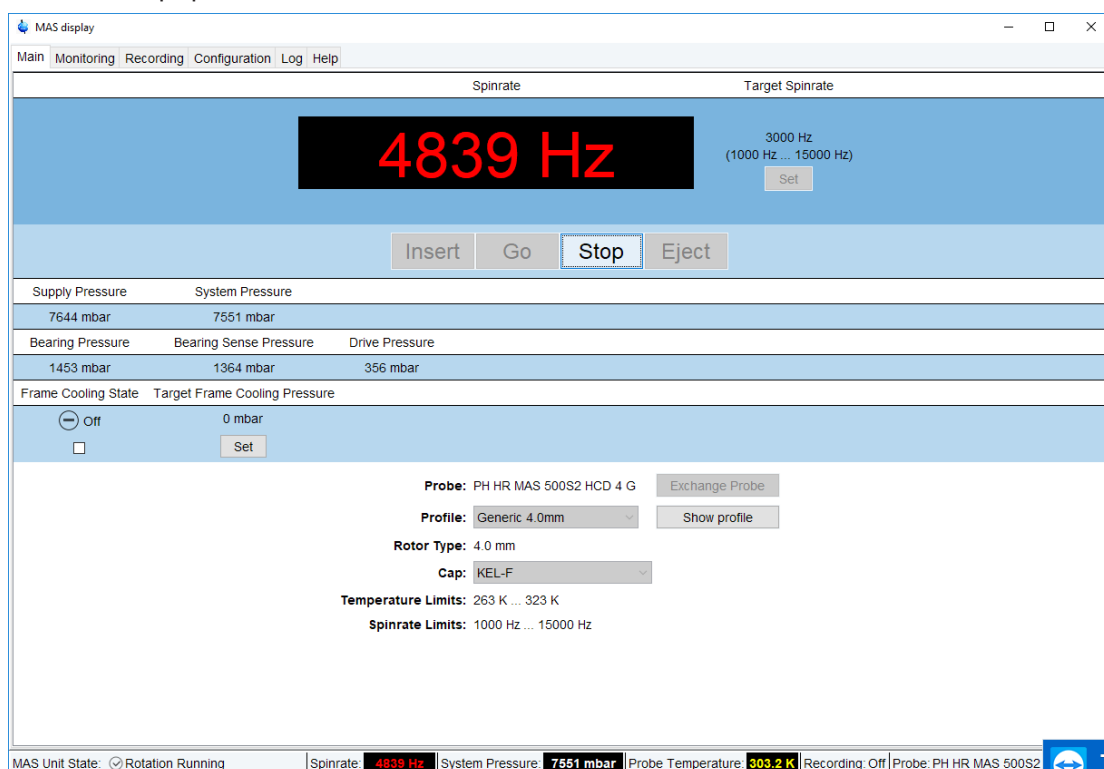 MAS display
Main Monitoring Recording Configuration Log Help
Spinrate Target Spinrate
4839 Hz
3000 Hz
(1000 Hz ... 15000 Hz)
Set
Insert Go Stop Eject
Supply Pressure System Pressure
7644 mbar 7551 mbar
Bearing Pressure Bearing Sense Pressure Drive Pressure
1453 mbar 1364 mbar 356 mbar
Frame Cooling State Target Frame Cooling Pressure
Off 0 mbar
Set
Probe: PH HR MAS 500S2 HCD 4 G Exchange Probe
Profile: Generic 4.0mm Show profile
Rotor Type: 4.0 mm
Cap: KEL-F
Temperature Limits: 263 K ... 323 K
Spinrate Limits: 1000 Hz ... 15000 Hz
MAS Unit State: Rotation Running Spinrate: 4839 Hz System Pressure: 7551 mbar Probe Temperature: 303.2 K Recording: Off Probe: PH HR MAS 500S2